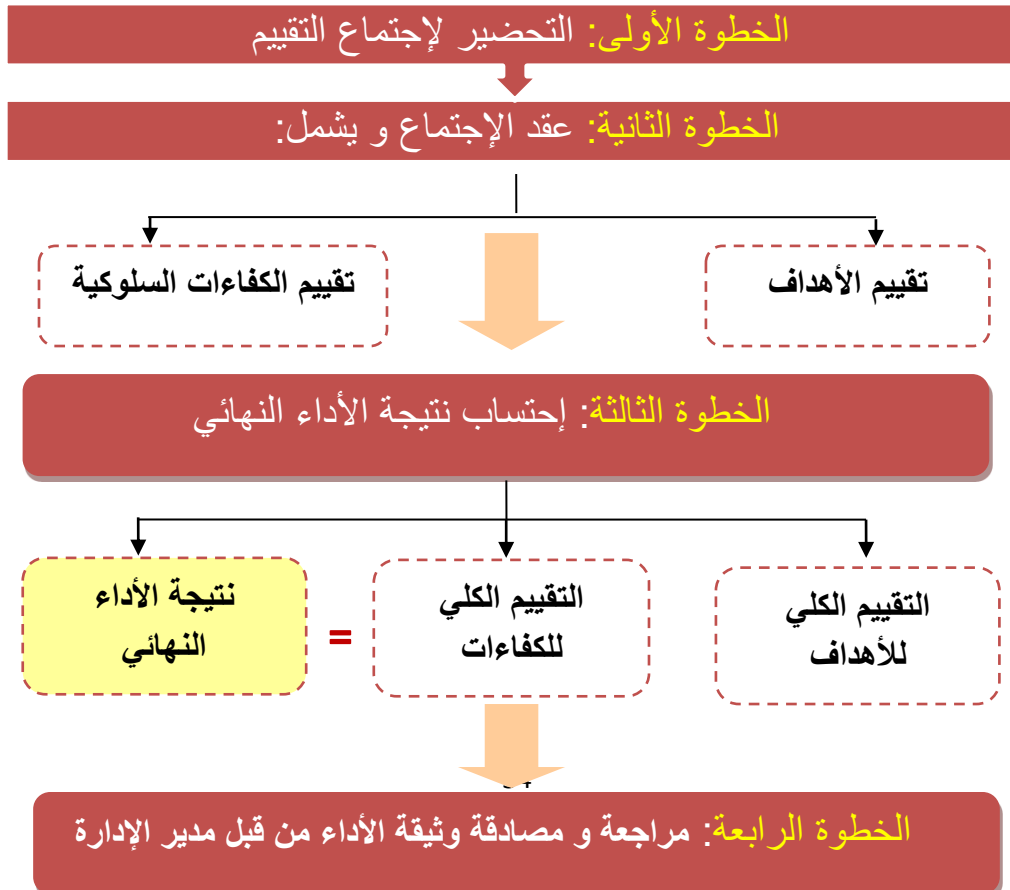 الخطوة الأولى: التحضير لإجتماع التقييم
الخطوة الثانية: عقد الإجتماع و يشمل:
تقييم الأهداف
تقييم الكفاءات السلوكية
الخطوة الثالثة: إحتساب نتيجة الأداء النهائي
التقييم الكلي
للأهداف
التقييم الكلي
للكفاءات
=
نتيجة الأداء
النهائي
الخطوة الرابعة: مراجعة و مصادقة وثيقة الأداء من قبل مدير الإدارة